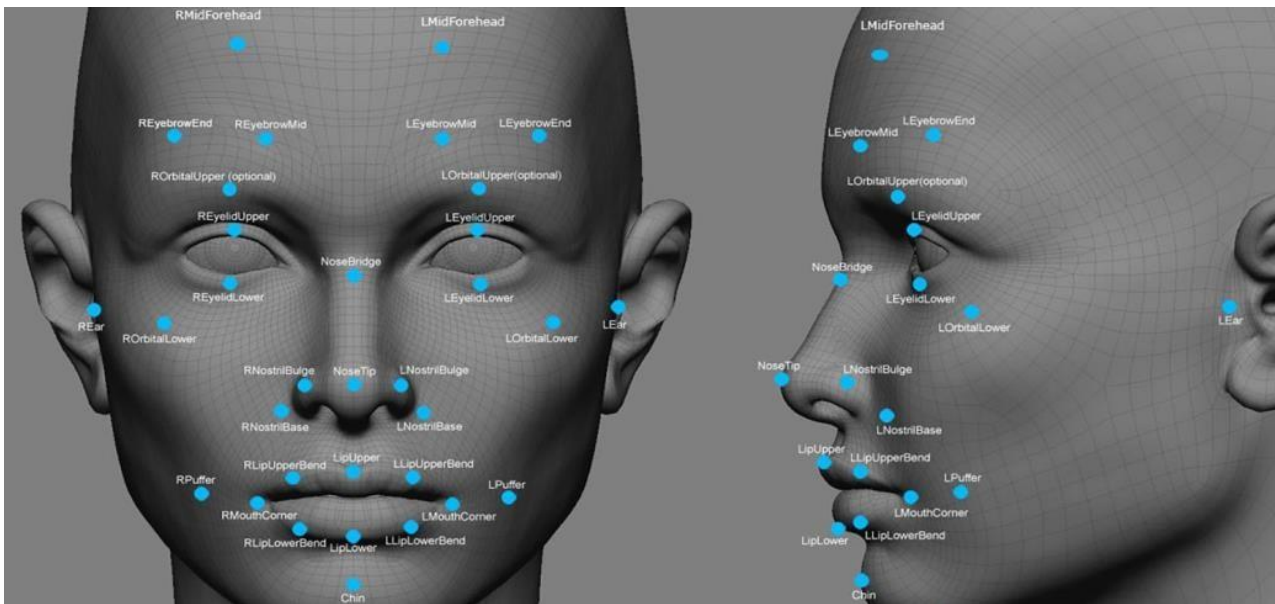 RMidForehead
LMidForehead
REyebrowEnd
REyebrowMid
LEyebrowMid
LEyebrowEnd
ROrbitalUpper (optional)
LOrbitalUpper(optional)
REyelidUpper
LEyelidUpper
NoseBridge
REyelidLower
LEyelidLower
REar
LEar
ROrbitalLower
LOrbitalLower
RNostrilBulge
NoseTip
LNostrilBulge
RNostrilBase
LNostrilBase
RLipUpperBend
LipUpper
LLipUpperBend
RPuffer
LPuffer
RMouthCorner
LMouthCorner
RLipLowerBend
LipLower
LLipLowerBend
Chin
LMidForehead
LEyebrowMid
LEyebrowEnd
LOrbitalUpper(optional)
LEyelidUpper
NoseBridge
LEyelidLower
LOrbitalLower
LEar
NoseTip
LNostrilBulge
LNostrilBase
LipUpper
LLipUpperBend
LPuffer
LMouthCorner
LipLower
LLipLowerBend
Chin